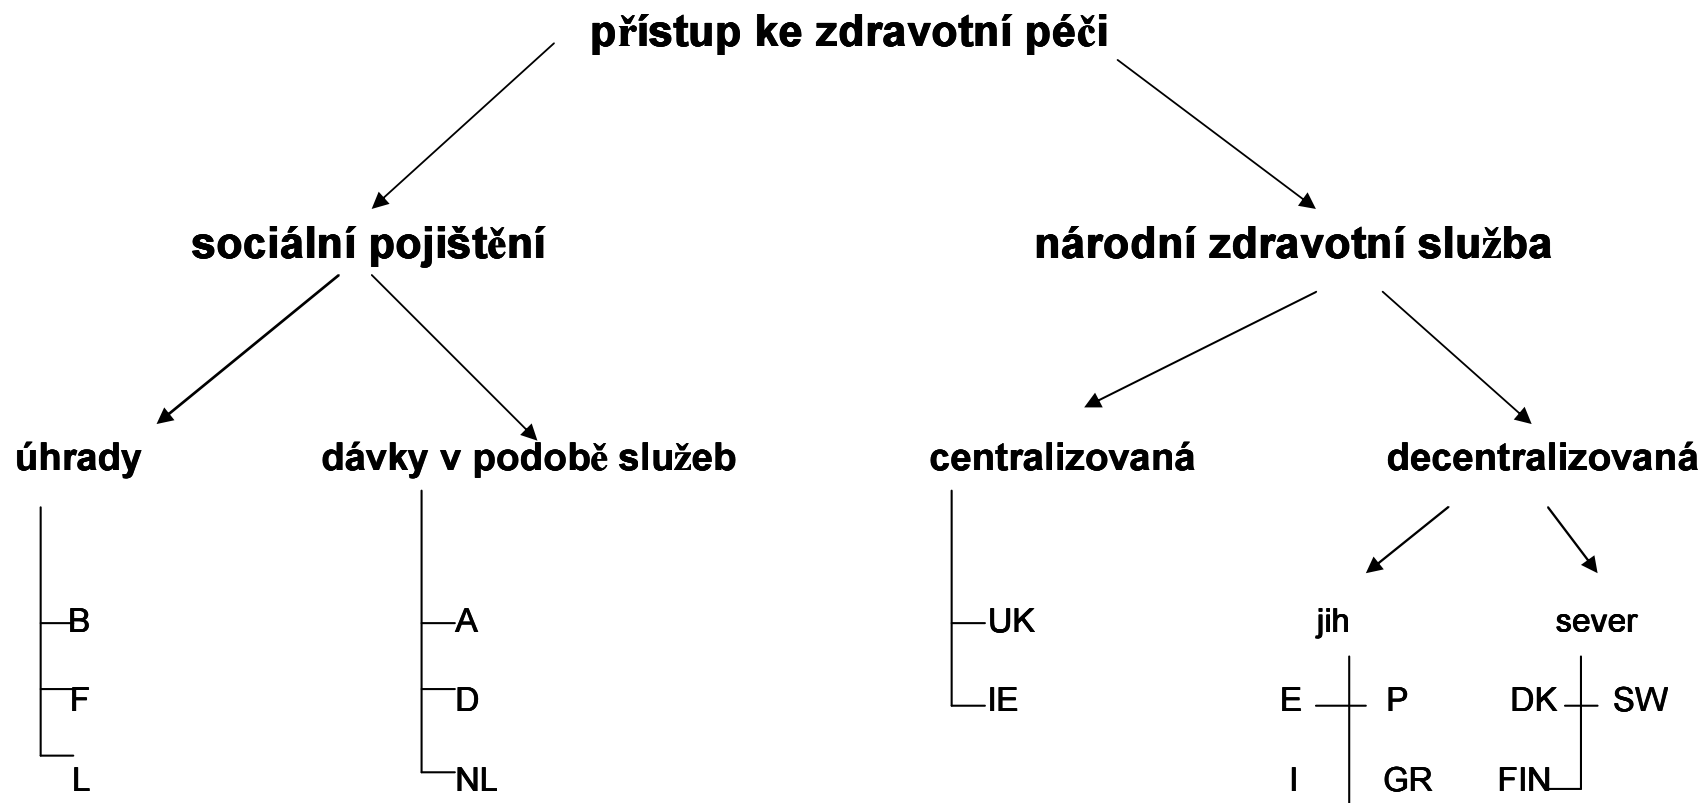 přístup ke zdravotní péči
sociální pojištění
národní zdravotní služba
úhrady
dávky v podobě služeb
centralizovaná
decentralizovaná
B
F
L
A
D
NL
UK
IE
jih
E P
I GR
sever
DK SW
FIN